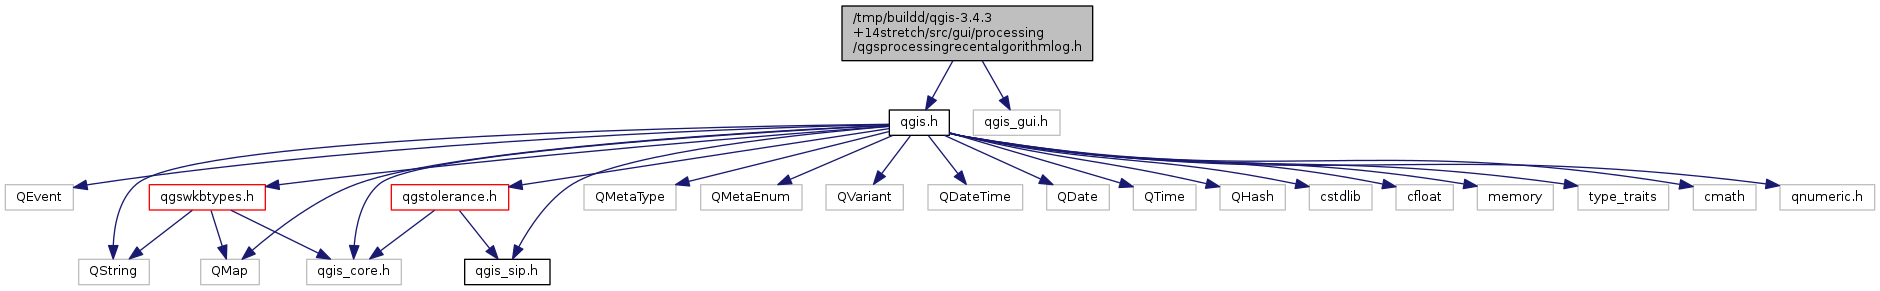 /tmp/buildd/qgis-3.4.3
+14stretch/src/gui/processing
/qgsprocessingrecentalgorithmlog.h
qgis.h
qgis_gui.h
QEvent
qgswkbtypes.h
qgstolerance.h
QMetaType
QMetaEnum
QVariant
QDateTime
QDate
QTime
QHash
cstdlib
cfloat
memory
type_traits
cmath
qnumeric.h
QString
QMap
qgis_core.h
qgis_sip.h